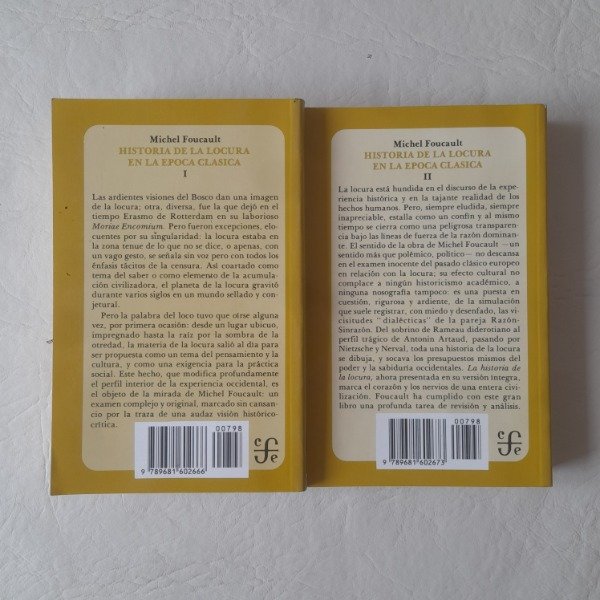 Michel Foucault
HISTORIA DE LA LOCURA
EN LA EPOCA CLASICA
I
Las ardientes visiones del Bosco dan una imagen
de la locura; otra, diversa, fue la que dejó en el
tiempo Erasmo de Rotterdam en su laborioso
Moriae Encomium. Pero fueron excepciones, elo-
cuentes por su singularidad: la locura estaba en
la zona tenue de lo que no se dice, o apenas, con
un vago gesto, se señala sin voz pero con todos los
énfasis tácitos de la censura. Así coartado como
tema del saber o como elemento de la acumula-
ción civilizadora, el planeta de la locura gravitó
durante varios siglos en un mundo sellado y con-
jetural.
Pero la palabra del loco tuvo que oirse alguna
vez, por primera ocasión: desde un lugar ubicuo,
impregnado hasta la raíz por la sombra de la
otredad, la materia de la locura salió al día para
ser propuesta como un tema del pensamiento y la
cultura, y como una exigencia para la práctica
social. Este hecho, que modifica profundamente
el perfil interior de la experiencia occidental, es
el objeto de la mirada de Michel Foucault: un
examen complejo y original, marcado sin cansan-
cio por la traza de una audaz visión histórico-
crítica.
00798
9 789681 602666
cfe
Michel Foucault
HISTORIA DE LA LOCURA
EN LA EPOCA CLASICA
II
La locura está hundida en el discurso de la expe-
riencia histórica y en la tajante realidad de los
hechos humanos. Pero, siempre eludida, siempre
inapreciable, estalla como un confín y al mismo
tiempo se cierra como una peligrosa transparen-
cia bajo las líneas de fuerza de la razón dominante.
El sentido de la obra de Michel Foucault —un
sentido más que polémico, político— no descansa
en el examen inocente del pasado clásico europeo
en relación con la locura; su efecto cultural no
complace a ningún historicismo académico, a
ninguna nosografía tampoco: es una puesta en
cuestión, rigurosa y ardiente, de la simulación
que suele registrar, con miedo y desenfado, las vi-
cisitudes "dialécticas" de la pareja Razón-
Sinrazón. Del sobrino de Rameau diderotiano al
perfil trágico de Antonin Artaud, pasando por
Nietzsche y Nerval, toda una historia de la locura
se dibuja, y socava los presupuestos mismos del
poder y la sabiduría occidentales. La historia de
la locura, ahora presentada en su versión íntegra,
marca el corazón y los nervios de una entera civi-
lización. Foucault ha cumplido con este gran
libro una profunda tarea de revisión y análisis.
00798
9 789681 602673
cfe